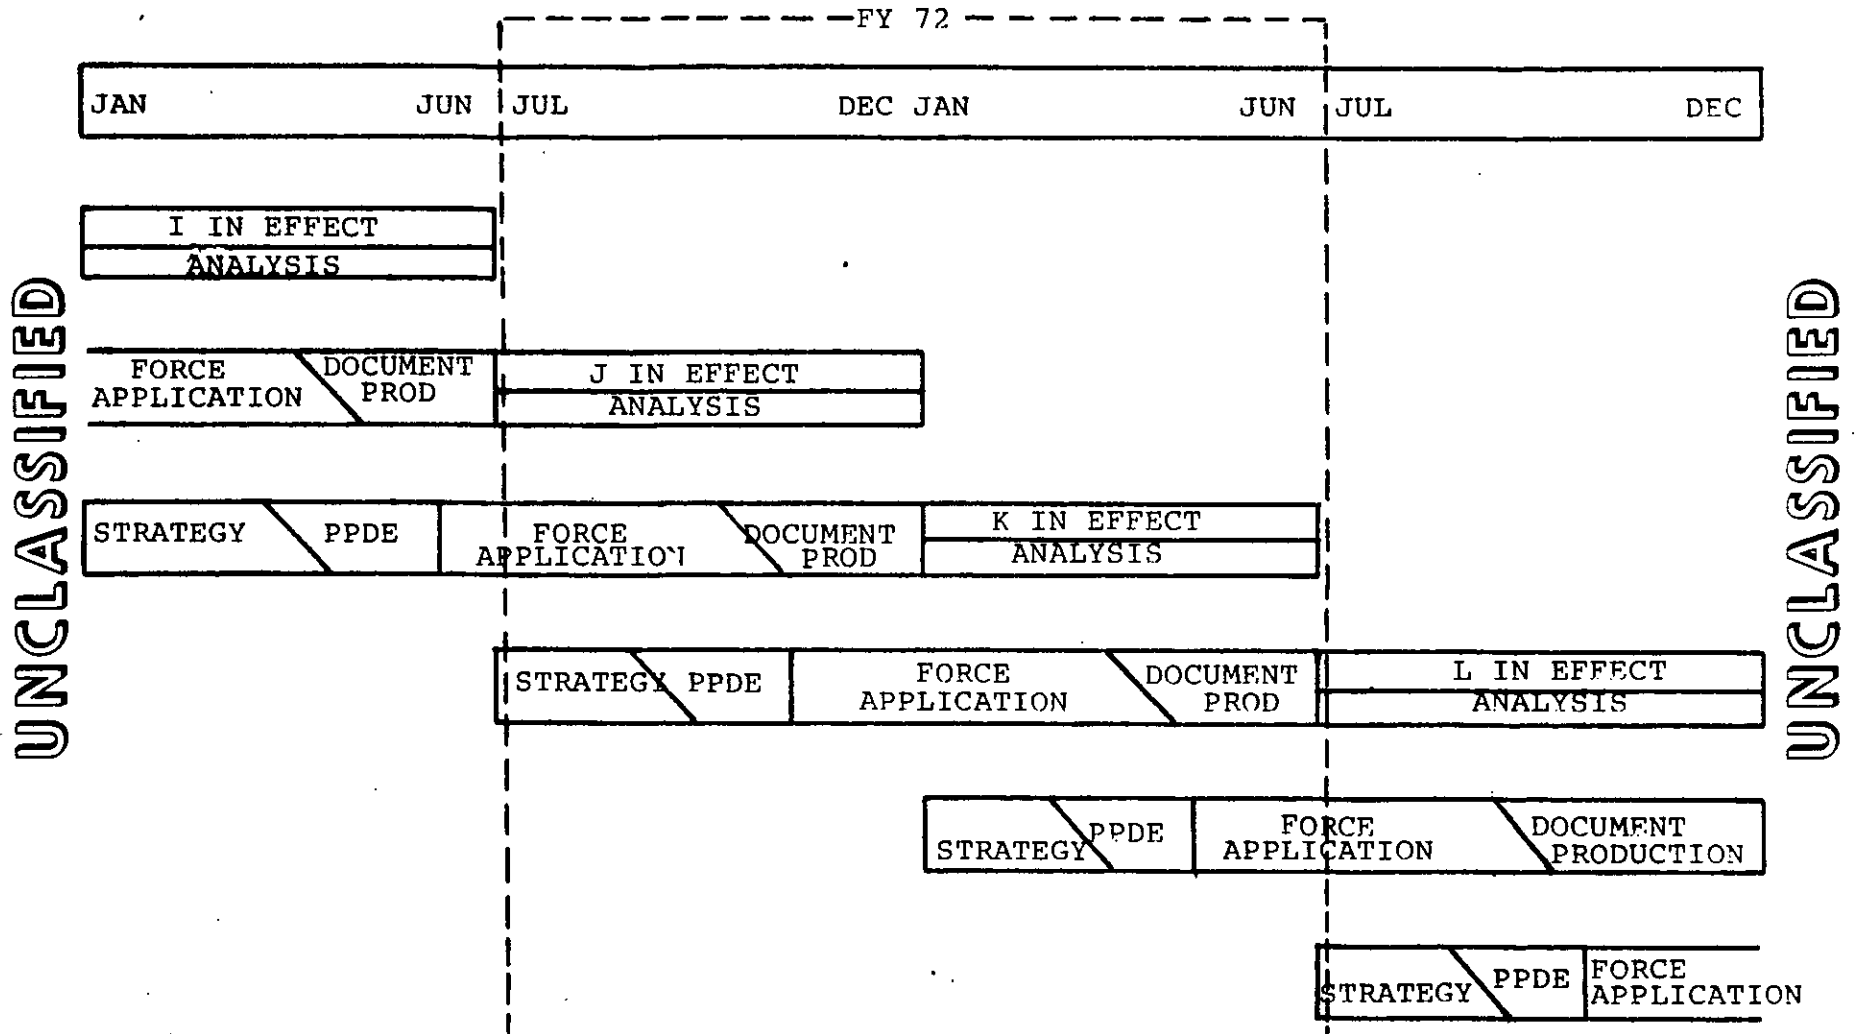 FY 72
JAN JUN JUL DEC JAN JUN JUL DEC
I IN EFFECT
ANALYSIS
UNCLASSIFIED
UNCLASSIFIED
FORCE
APPLICATION
DOCUMENT
PROD
J IN EFFECT
ANALYSIS
STRATEGY
PPDE
FORCE
APPLICATION
DOCUMENT
PROD
K IN EFFECT
ANALYSIS
STRATEGY
PPDE
FORCE
APPLICATION
DOCUMENT
PROD
L IN EFFECT
ANALYSIS
STRATEGY
PPDE
FORCE
APPLICATION
DOCUMENT
PRODUCTION
STRATEGY
PPDE
FORCE
APPLICATION